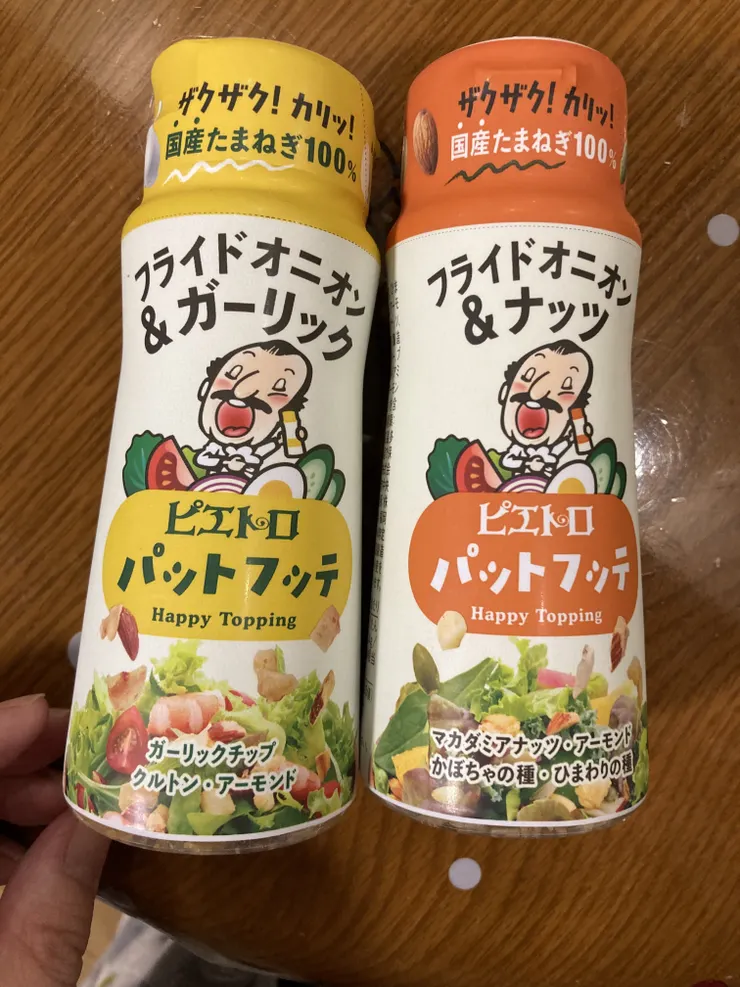 ザクザク!カリッ!
国産たまねぎ100%
フライドオニオン
&ガーリック
ピエトロ
パットフッテ
Happy Topping
ガーリックチップ
クルトン・アーモンド
ザクザク!カリッ!
国産たまねぎ100%
フライドオニオン
&ナッツ
ピエトロ
パットフッテ
Happy Topping
マカダミアナッツ・アーモンド
かぼちゃの種・ひまわりの種